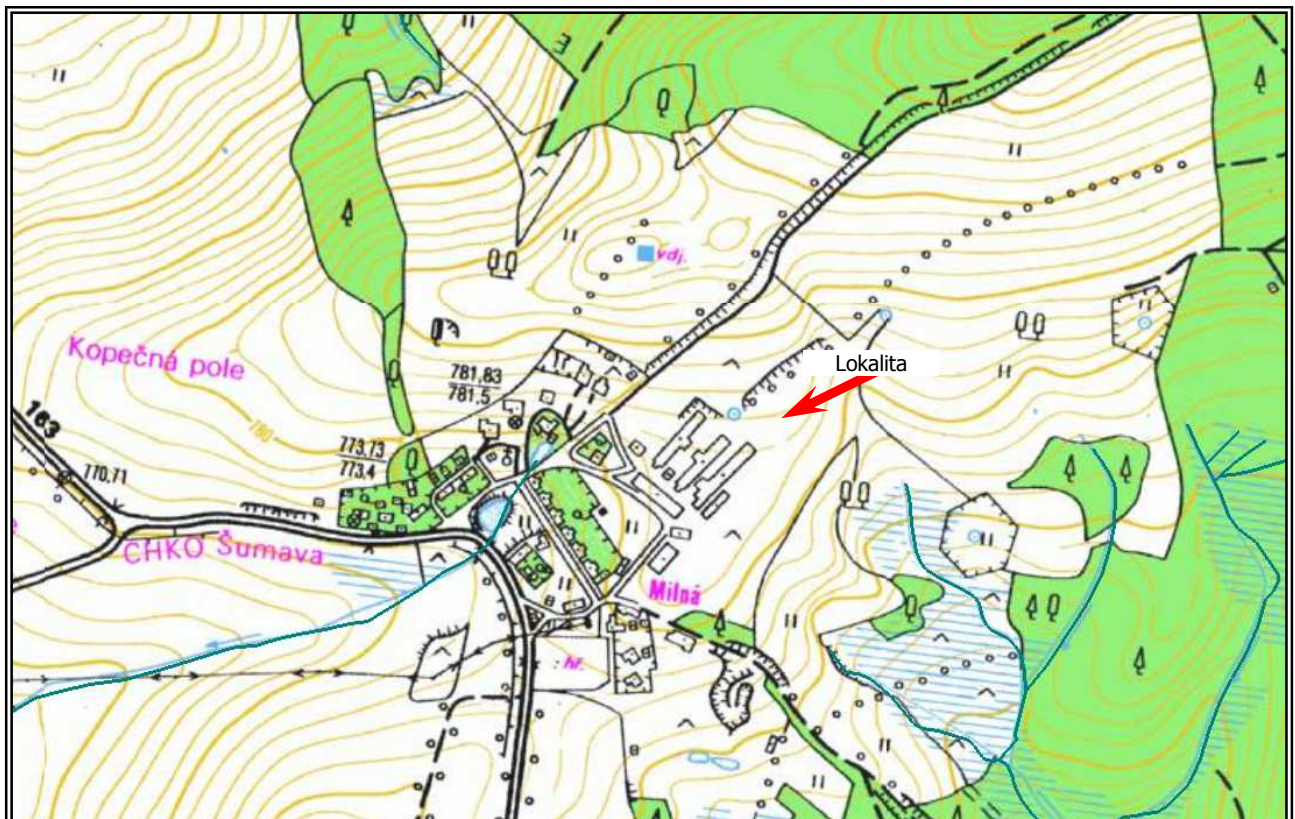 vdj.
Lokalita
Kopečná pole
781,83
781,5
163
780
773,73
773,4
770,71
CHKO Šumava
Milná
hř.